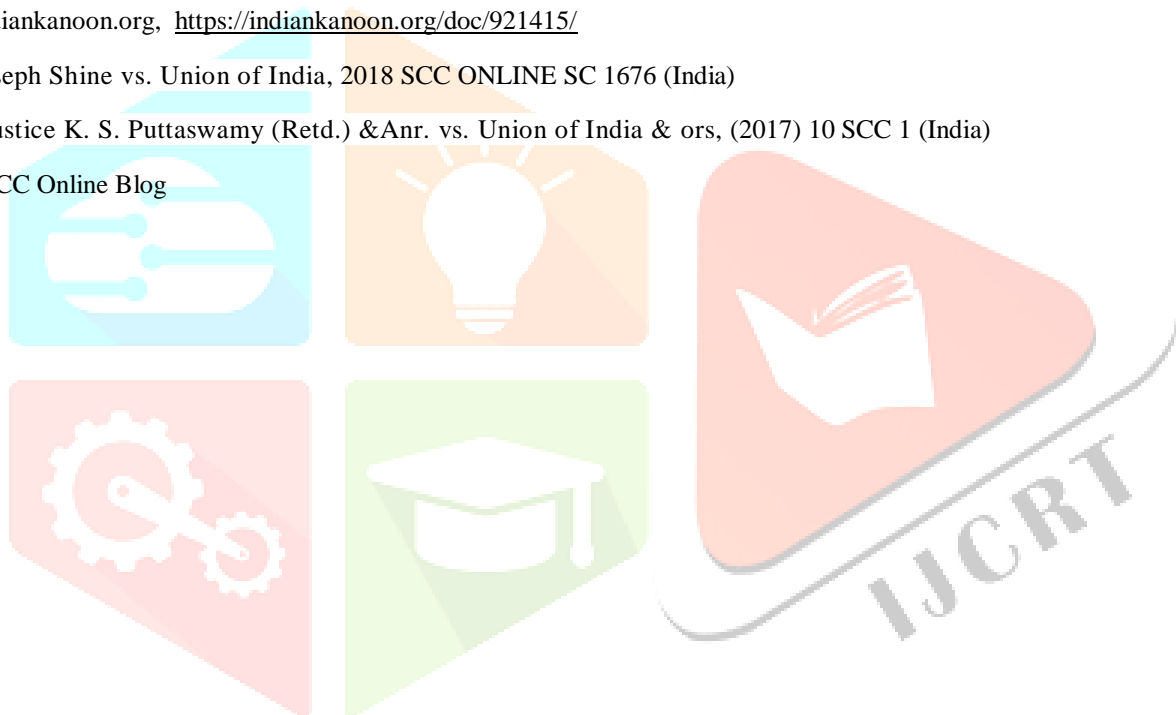 diankanoon.org, https://indiankanoon.org/doc/921415/
eph Shine vs. Union of India, 2018 SCC ONLINE SC 1676 (India)
ustice K. S. Puttaswamy (Retd.) &Anr. vs. Union of India & ors, (2017) 10 SCC 1 (India)
CC Online Blog
IJCRT